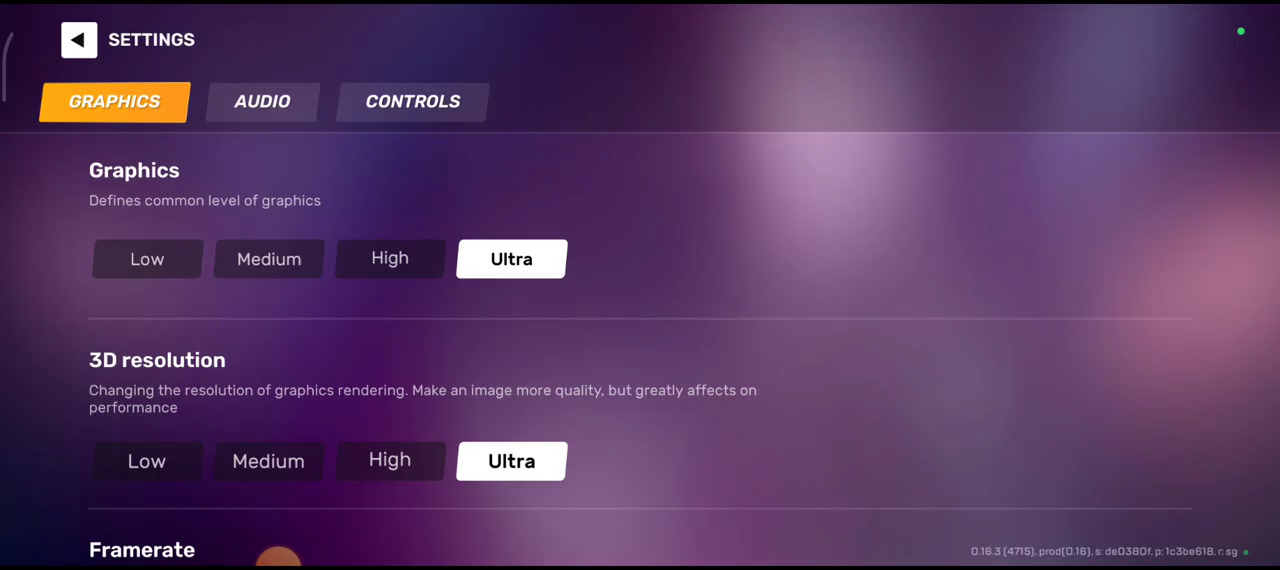 SETTINGS
GRAPHICS AUDIO CONTROLS
Graphics
Defines common level of graphics
Low Medium High Ultra
3D resolution
Changing the resolution of graphics rendering. Make an image more quality, but greatly affects on
performance
Low Medium High Ultra
Framerate
0.16.3 (4715), prod(0.16), s: de0380f, p: 1c3be618, r: sg